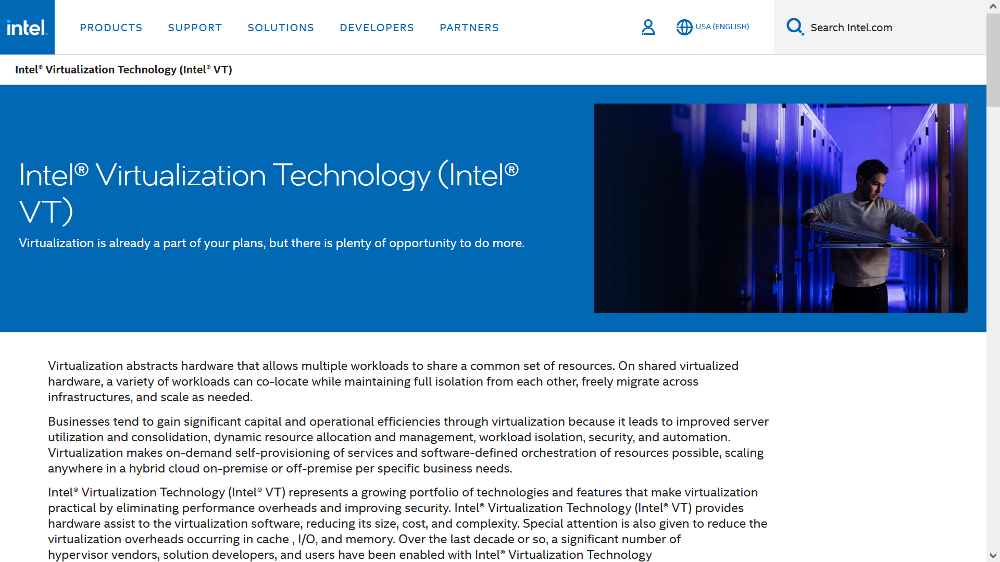 intel.
PRODUCTS
SUPPORT
SOLUTIONS
DEVELOPERS
PARTNERS
USA (ENGLISH)
Search Intel.com
Intel® Virtualization Technology (Intel® VT)
Intel® Virtualization Technology (Intel®
VT)
Virtualization is already a part of your plans, but there is plenty of opportunity to do more.
Virtualization abstracts hardware that allows multiple workloads to share a common set of resources. On shared virtualized
hardware, a variety of workloads can co-locate while maintaining full isolation from each other, freely migrate across
infrastructures, and scale as needed.
Businesses tend to gain significant capital and operational efficiencies through virtualization because it leads to improved server
utilization and consolidation, dynamic resource allocation and management, workload isolation, security, and automation.
Virtualization makes on-demand self-provisioning of services and software-defined orchestration of resources possible, scaling
anywhere in a hybrid cloud on-premise or off-premise per specific business needs.
Intel® Virtualization Technology (Intel® VT) represents a growing portfolio of technologies and features that make virtualization
practical by eliminating performance overheads and improving security. Intel® Virtualization Technology (Intel® VT) provides
hardware assist to the virtualization software, reducing its size, cost, and complexity. Special attention is also given to reduce the
virtualization overheads occurring in cache , I/O, and memory. Over the last decade or so, a significant number of
hypervisor vendors, solution developers, and users have been enabled with Intel® Virtualization Technology